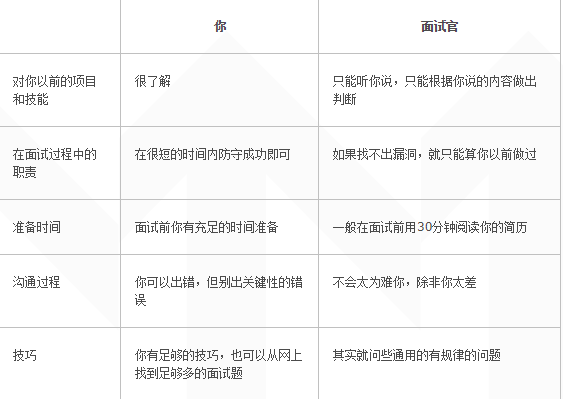 你 面试官
对你以前的项目 很了解 只能听你说，只能根据你说的内容做出
和技能 判断
在面试过程中的 在很短的时间内防守成功即可 如果找不出漏洞，就只能算你以前做过
职责
准备时间 面试前你有充足的时间准备 一般在面试前用30分钟阅读你的简历
沟通过程 你可以出错，但别出关键性的错 不会太为难你，除非你太差
误
技巧 你有足够的技巧，也可以从网上 其实就问些通用的有规律的问题
找到足够多的面试题